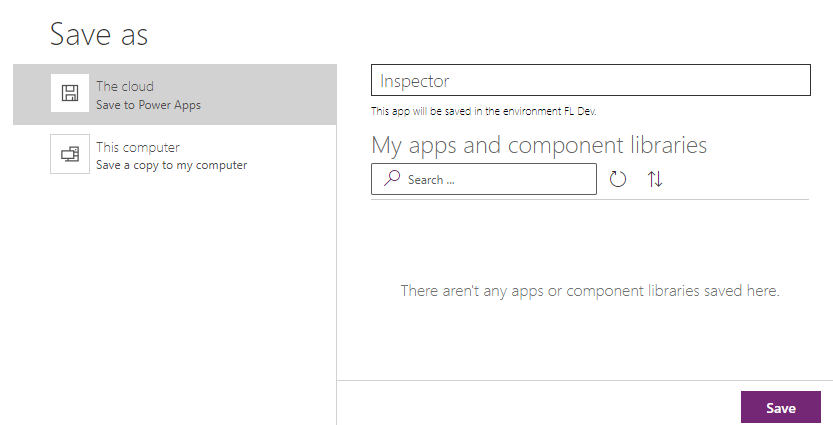 Save as
The cloud
Save to Power Apps
This computer
Save a copy to my computer
Inspector
This app will be saved in the environment FL Dev.
My apps and component libraries
Search ...
There aren't any apps or component libraries saved here.
Save